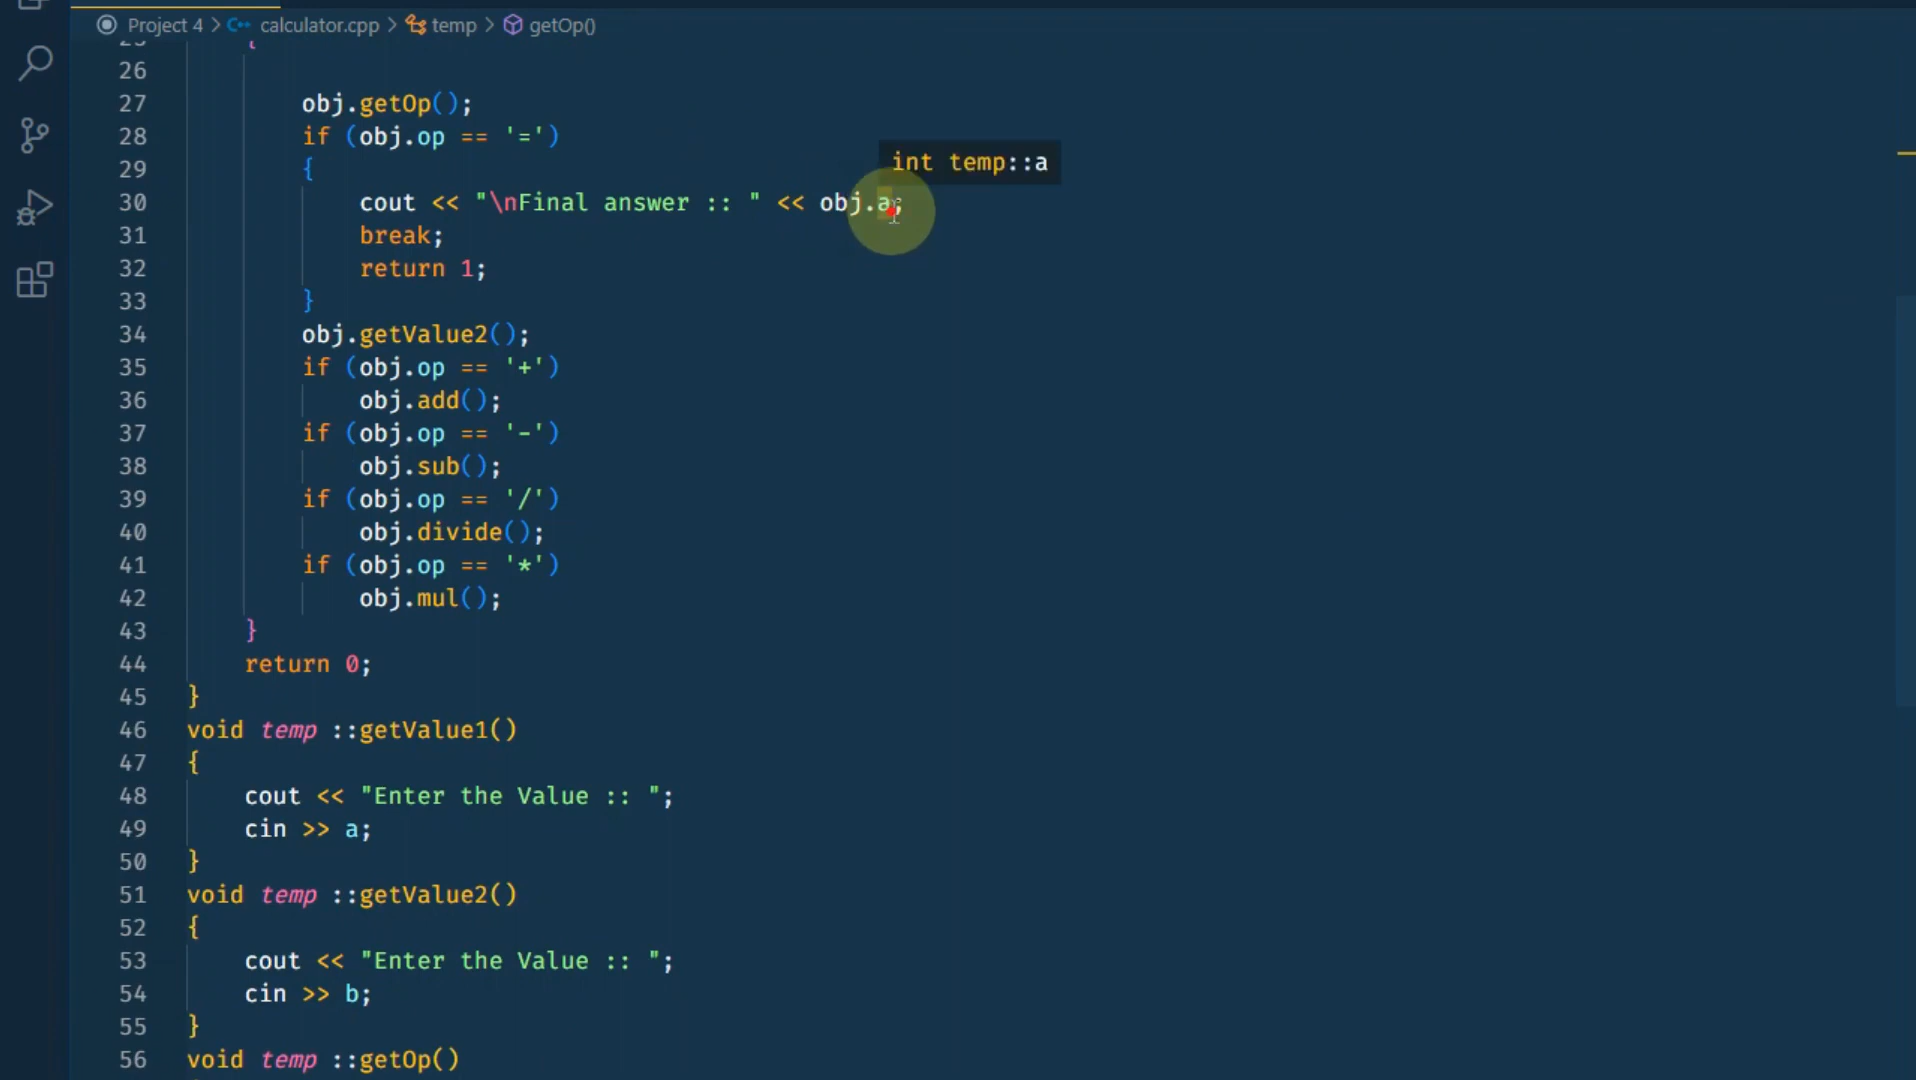 Project 4 > calculator.cpp > temp > getOp()
25 {
26
27 obj.getOp();
28 if (obj.op == '=')
int temp::a
29 {
30 cout << "\nFinal answer :: " << obj.a;
31 break;
32 return 1;
33 }
34 obj.getValue2();
35 if (obj.op == '+')
36 obj.add();
37 if (obj.op == '-')
38 obj.sub();
39 if (obj.op == '/')
40 obj.divide();
41 if (obj.op == '*')
42 obj.mul();
43 }
44 return 0;
45 }
46 void temp ::getValue1()
47 {
48 cout << "Enter the Value :: ";
49 cin >> a;
50 }
51 void temp ::getValue2()
52 {
53 cout << "Enter the Value :: ";
54 cin >> b;
55 }
56 void temp ::getOp()